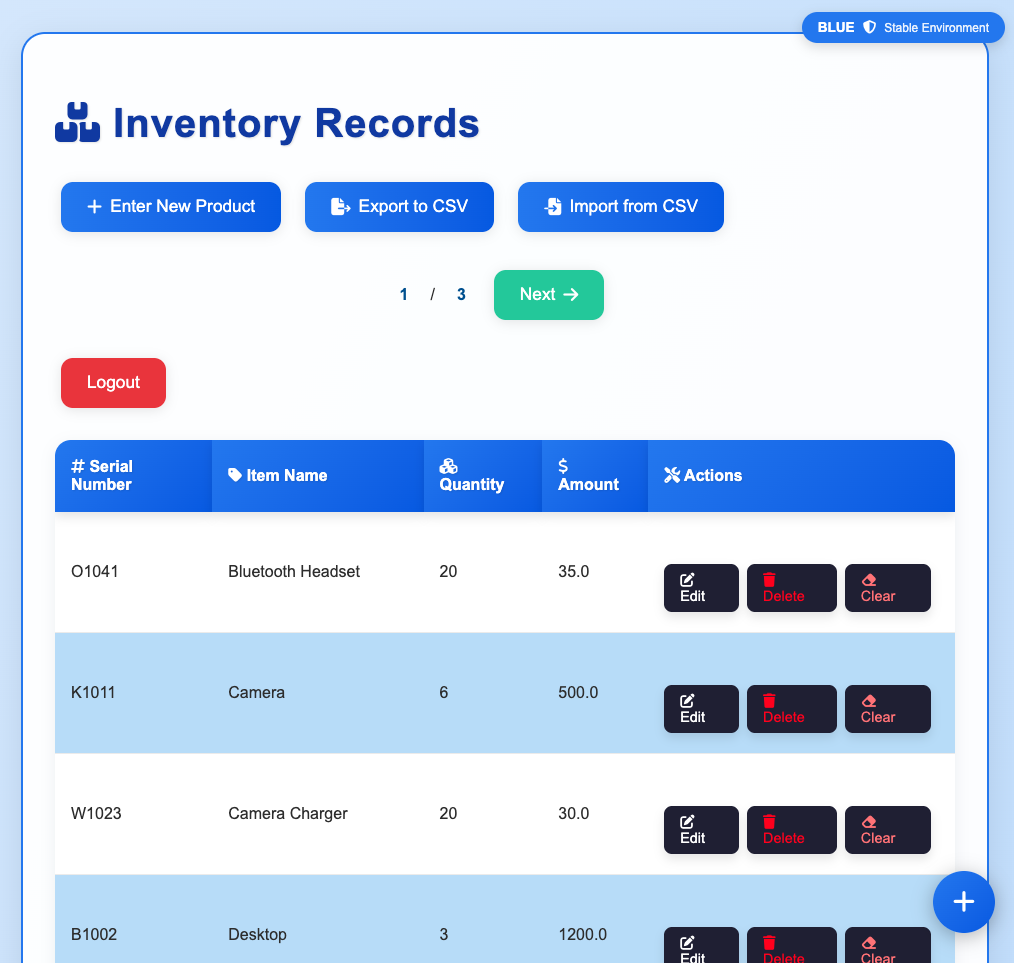 BLUE Stable Environment
Inventory Records
Enter New Product Export to CSV Import from CSV
1 / 3 Next
Logout
# Serial Number Item Name Quantity $ Amount Actions
O1041 Bluetooth Headset 20 35.0 Edit Delete Clear
K1011 Camera 6 500.0 Edit Delete Clear
W1023 Camera Charger 20 30.0 Edit Delete Clear
B1002 Desktop 3 1200.0 Edit Delete Clear